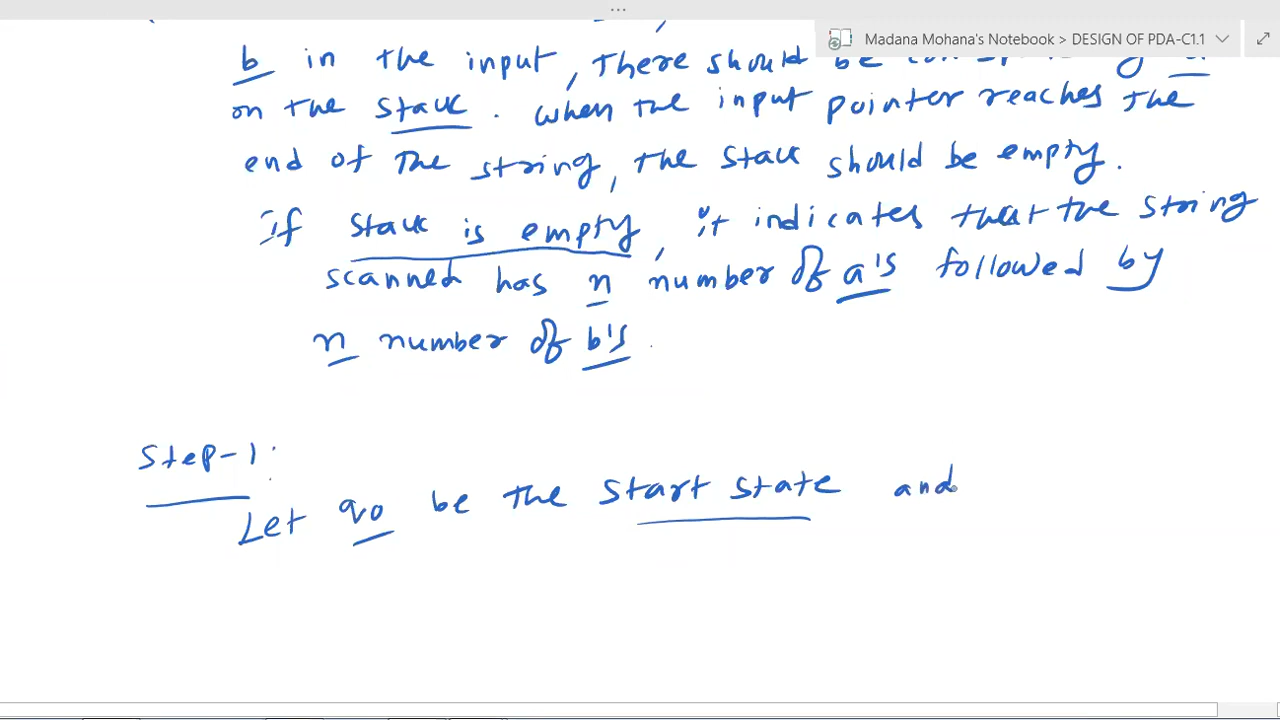 Madana Mohana's Notebook > DESIGN OF PDA-C1.1
b in the input, There should be
on the stack. when the input pointer reaches the
end of The string, the stack should be empty.
If stack is empty, it indicates that the string
scanned has n number of a's followed by
n number of b's.
Step-1:
Let q0 be the start state and